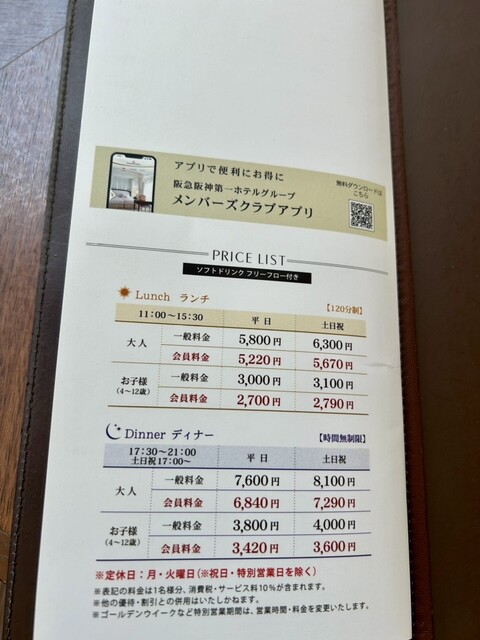 アプリで便利にお得に
阪急阪神第一ホテルグループ
メンバーズクラブアプリ
無料ダウンロードは
こちら
PRICE LIST
ソフトドリンク フリーフロー付き
Lunch ランチ 【120分制】
11:00～15:30 平 日 土日祝
大人 一般料金 5,800円 6,300円
会員料金 5,220円 5,670円
お子様 (4～12歳) 一般料金 3,000円 3,100円
会員料金 2,700円 2,790円
Dinner ディナー 【時間無制限】
17:30～21:00 土日祝17:00～ 平 日 土日祝
大人 一般料金 7,600円 8,100円
会員料金 6,840円 7,290円
お子様 (4～12歳) 一般料金 3,800円 4,000円
会員料金 3,420円 3,600円
※定休日：月・火曜日(※祝日・特別営業日を除く)
※表記の料金は1名様分、消費税・サービス料10％が含まれます。
※他の優待・割引との併用はいたしかねます。
※ゴールデンウイークなど特別営業期間は、営業時間・料金を変更いたします。